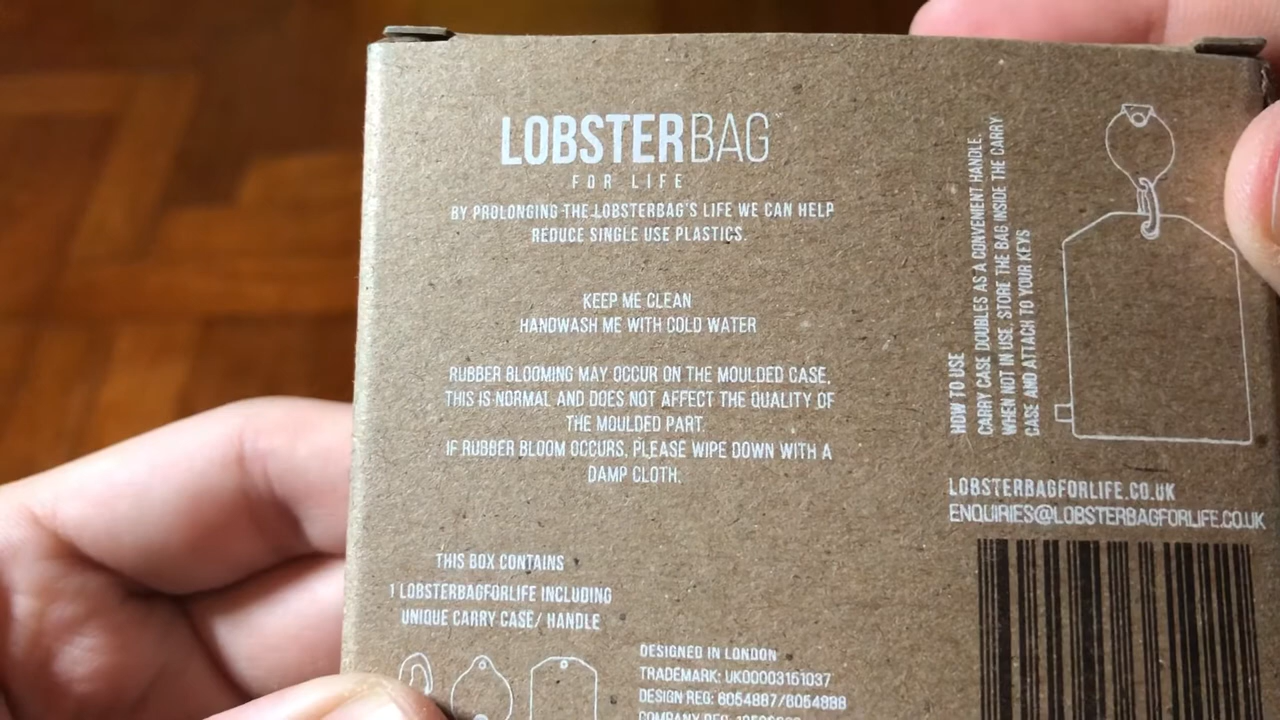 LOBSTERBAG
FOR LIFE
BY PROLONGING THE LOBSTERBAG'S LIFE WE CAN HELP
REDUCE SINGLE USE PLASTICS.
KEEP ME CLEAN
HANDWASH ME WITH COLD WATER
RUBBER BLOOMING MAY OCCUR ON THE MOULDED CASE,
THIS IS NORMAL AND DOES NOT AFFECT THE QUALITY OF
THE MOULDED PART.
IF RUBBER BLOOM OCCURS, PLEASE WIPE DOWN WITH A
DAMP CLOTH.
THIS BOX CONTAINS
1 LOBSTERBAGFORLIFE INCLUDING
UNIQUE CARRY CASE/ HANDLE
DESIGNED IN LONDON
TRADEMARK: UK00003151037
DESIGN REG: 6054887/6054888
COMPANY REG:
HOW TO USE
CARRY CASE DOUBLES AS A CONVENIENT HANDLE.
WHEN NOT IN USE, STORE THE BAG INSIDE THE CARRY
CASE AND ATTACH TO YOUR KEYS
LOBSTERBAGFORLIFE.CO.UK
ENQUIRIES@LOBSTERBAGFORLIFE.CO.UK